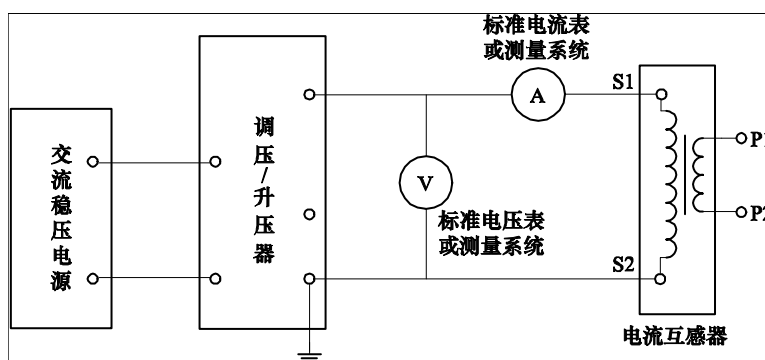 交流稳压电源
调压/升压器
标准电流表
或测量系统
A
V
标准电压表
或测量系统
S1
S2
P1
P2
电流互感器